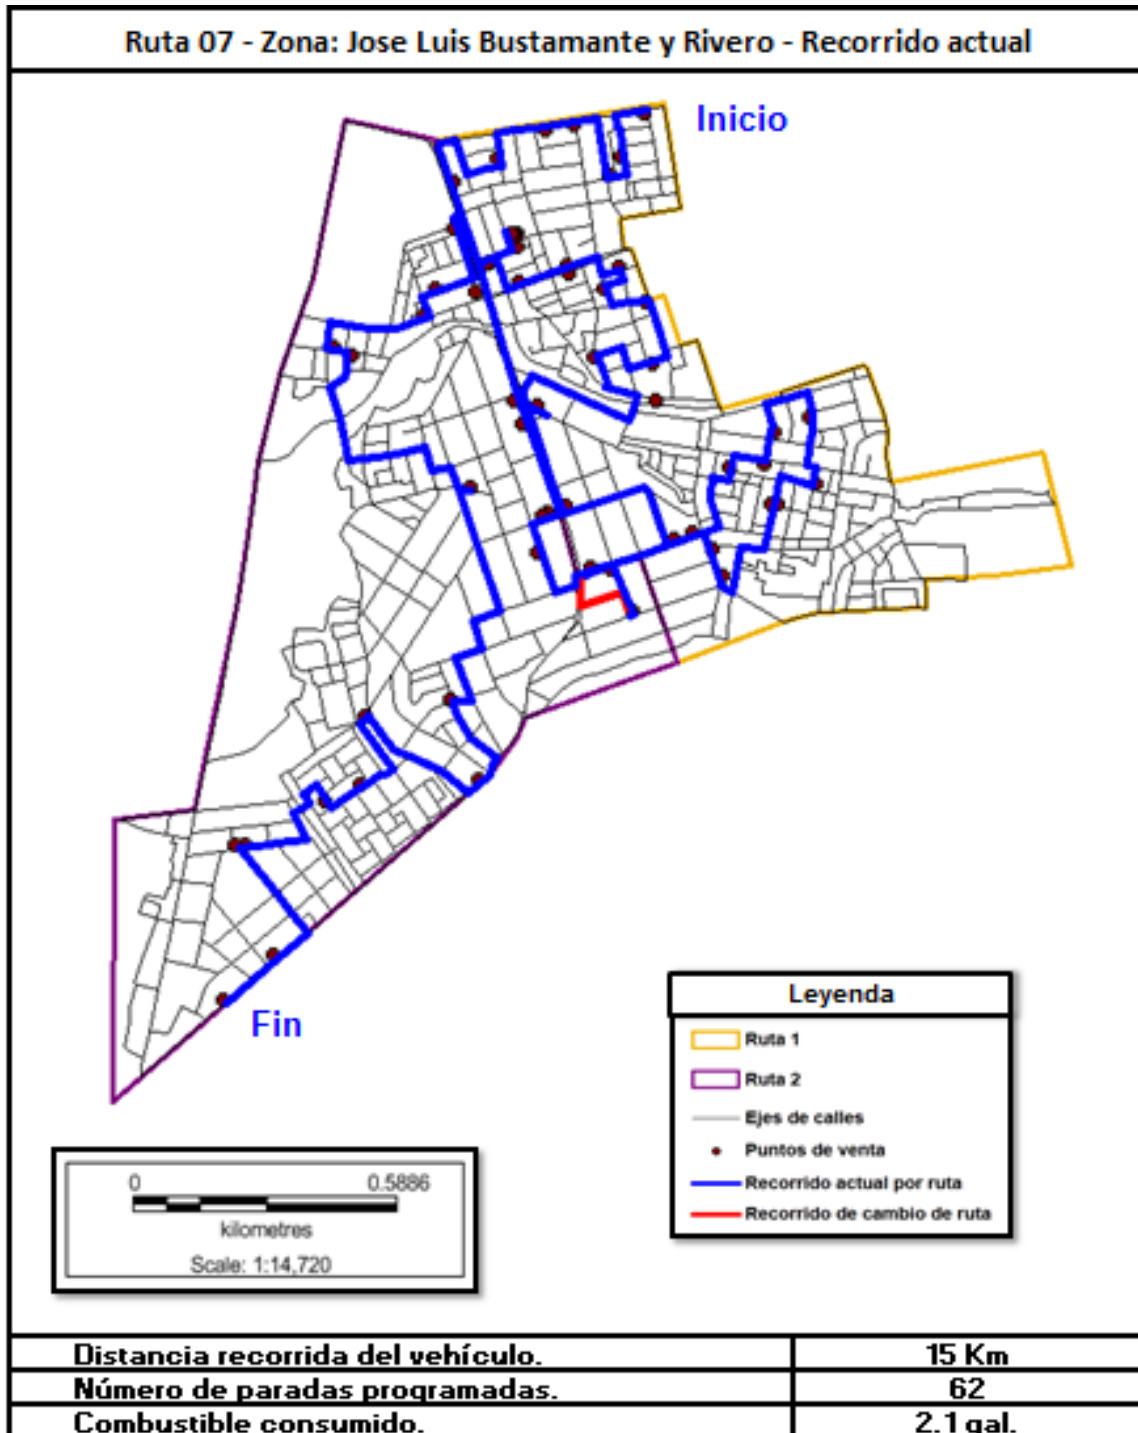 Ruta 07 - Zona: Jose Luis Bustamante y Rivero - Recorrido actual
Inicio
Fin
Leyenda
Ruta 1
Ruta 2
Ejes de calles
Puntos de venta
Recorrido actual por ruta
Recorrido de cambio de ruta
0 0.5886
kilometres
Scale: 1:14,720
Distancia recorrida del vehículo. 15 Km
Número de paradas programadas. 62
Combustible consumido. 2.1 gal.